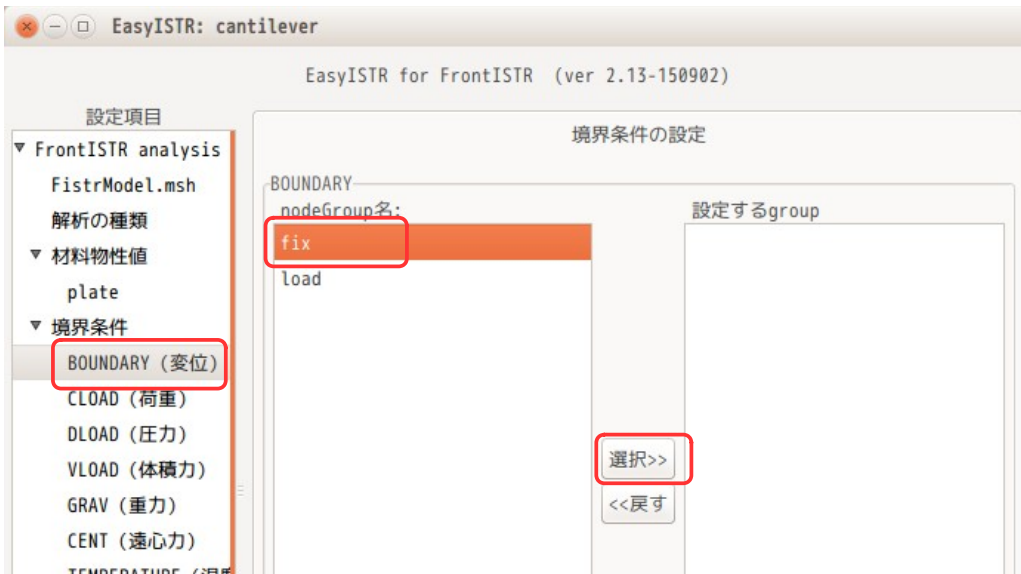 EasyISTR: cantilever
EasyISTR for FrontISTR (ver 2.13-150902)
設定項目
▼ FrontISTR analysis
FistrModel.msh
解析の種類
▼ 材料物性値
plate
▼ 境界条件
BOUNDARY (変位)
CLOAD (荷重)
DLOAD (圧力)
VLOAD (体積力)
GRAV (重力)
CENT (遠心力)
境界条件の設定
BOUNDARY
nodeGroup名:
fix
load
選択>>
<<戻す
設定するgroup